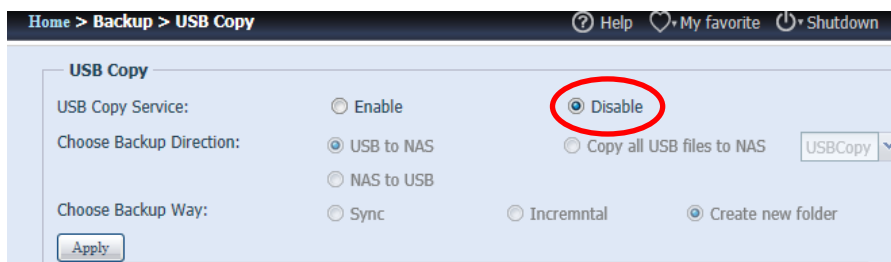 Home > Backup > USB Copy Help My favorite Shutdown
USB Copy
USB Copy Service: Enable Disable
Choose Backup Direction: USB to NAS Copy all USB files to NAS USBCopy
NAS to USB
Choose Backup Way: Sync Incremntal Create new folder
Apply